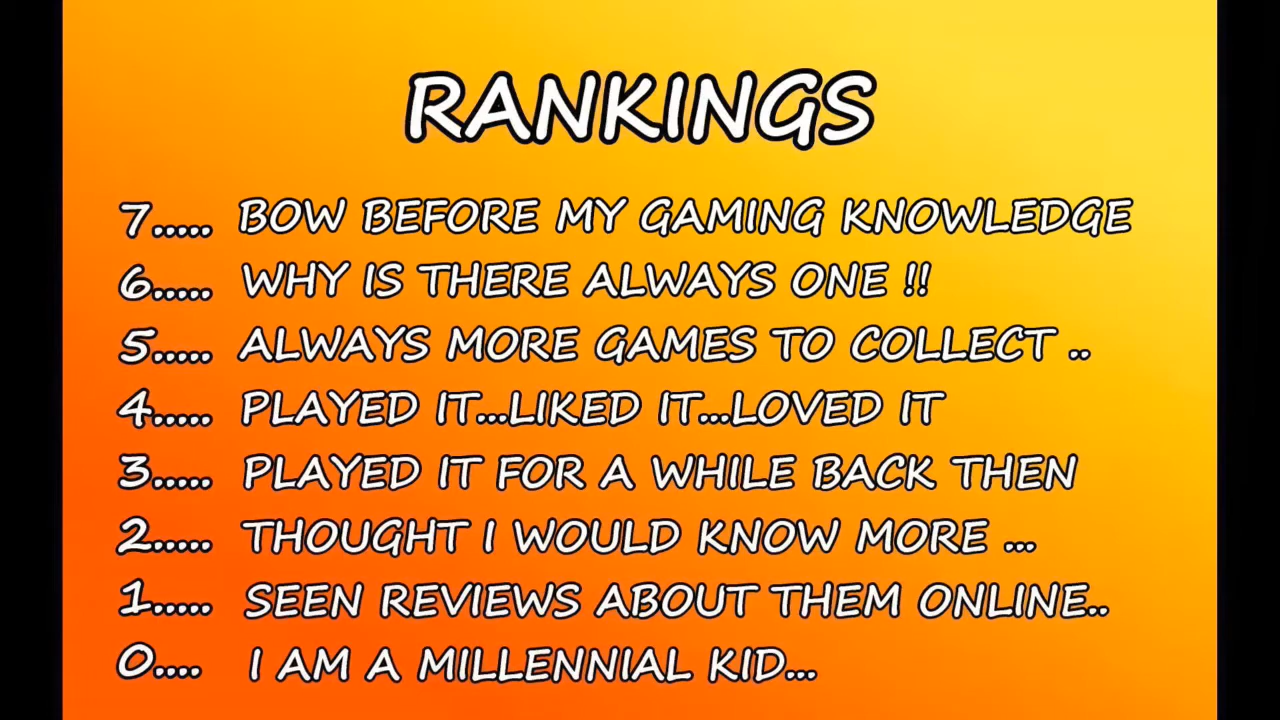 RANKINGS
7..... BOW BEFORE MY GAMING KNOWLEDGE
6..... WHY IS THERE ALWAYS ONE !!
5..... ALWAYS MORE GAMES TO COLLECT ..
4..... PLAYED IT...LIKED IT...LOVED IT
3..... PLAYED IT FOR A WHILE BACK THEN
2..... THOUGHT I WOULD KNOW MORE ...
1..... SEEN REVIEWS ABOUT THEM ONLINE..
0.... I AM A MILLENNIAL KID...